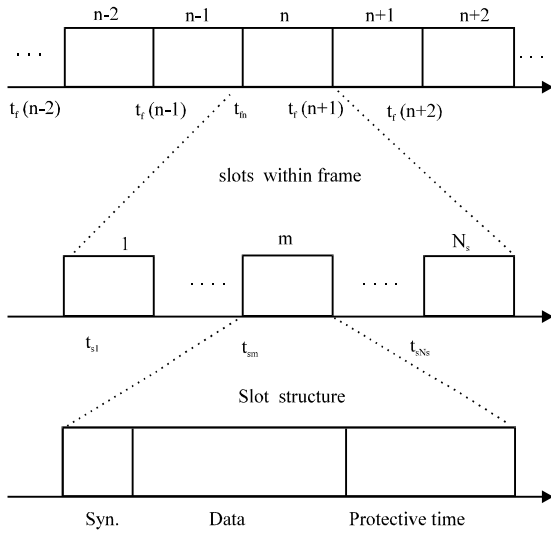 n-2 n-1 n n+1 n+2
. . . . . .
t_f (n-2) t_f (n-1) t_fn t_f (n+1) t_f (n+2)
slots within frame
1 m N_s
. . . . . . . .
t_s1 t_sm t_sNs
Slot structure
Syn. Data Protective time